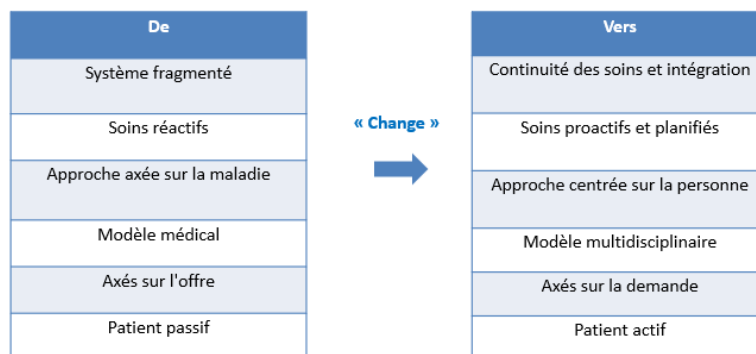 De
Système fragmenté
Soins réactifs
Approche axée sur la maladie
Modèle médical
Axés sur l'offre
Patient passif
« Change »
Vers
Continuité des soins et intégration
Soins proactifs et planifiés
Approche centrée sur la personne
Modèle multidisciplinaire
Axés sur la demande
Patient actif